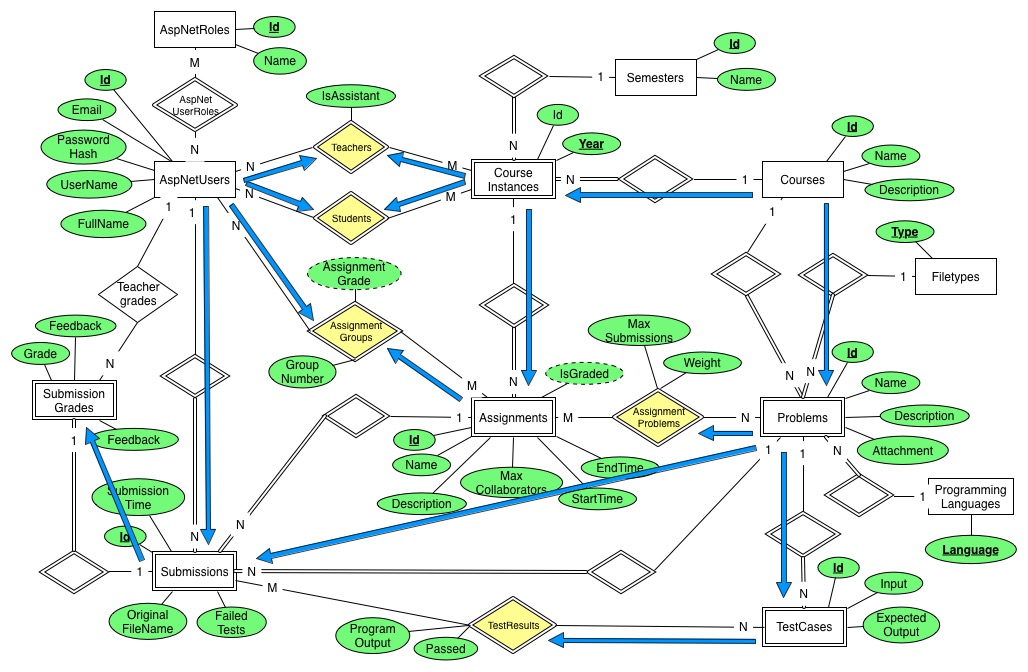 AspNetRoles
Id
Name
M
AspNet
UserRoles
N
Id
Email
Password
Hash
UserName
FullName
AspNetUsers
IsAssistant
Teachers
Students
N
N
M
M
Semesters
Id
Name
1
N
Id
Year
Course
Instances
N
1
Courses
Id
Name
Description
1
1
N
1
1
Type
Filetypes
1
Teacher
grades
Assignment
Grade
Assignment
Groups
Group
Number
M
Feedback
Grade
N
Submission
Grades
Feedback
1
N
IsGraded
Assignments
1
M
Id
Name
Description
Max
Collaborators
EndTime
StartTime
Max
Submissions
Weight
Assignment
Problems
N
N
N
Id
Name
Description
Attachment
Problems
1
1
N
1
Programming
Languages
Language
Submission
Time
Id
N
N
1
Submissions
N
M
Original
FileName
Failed
Tests
Program
Output
Passed
TestResults
N
N
TestCases
Id
Input
Expected
Output